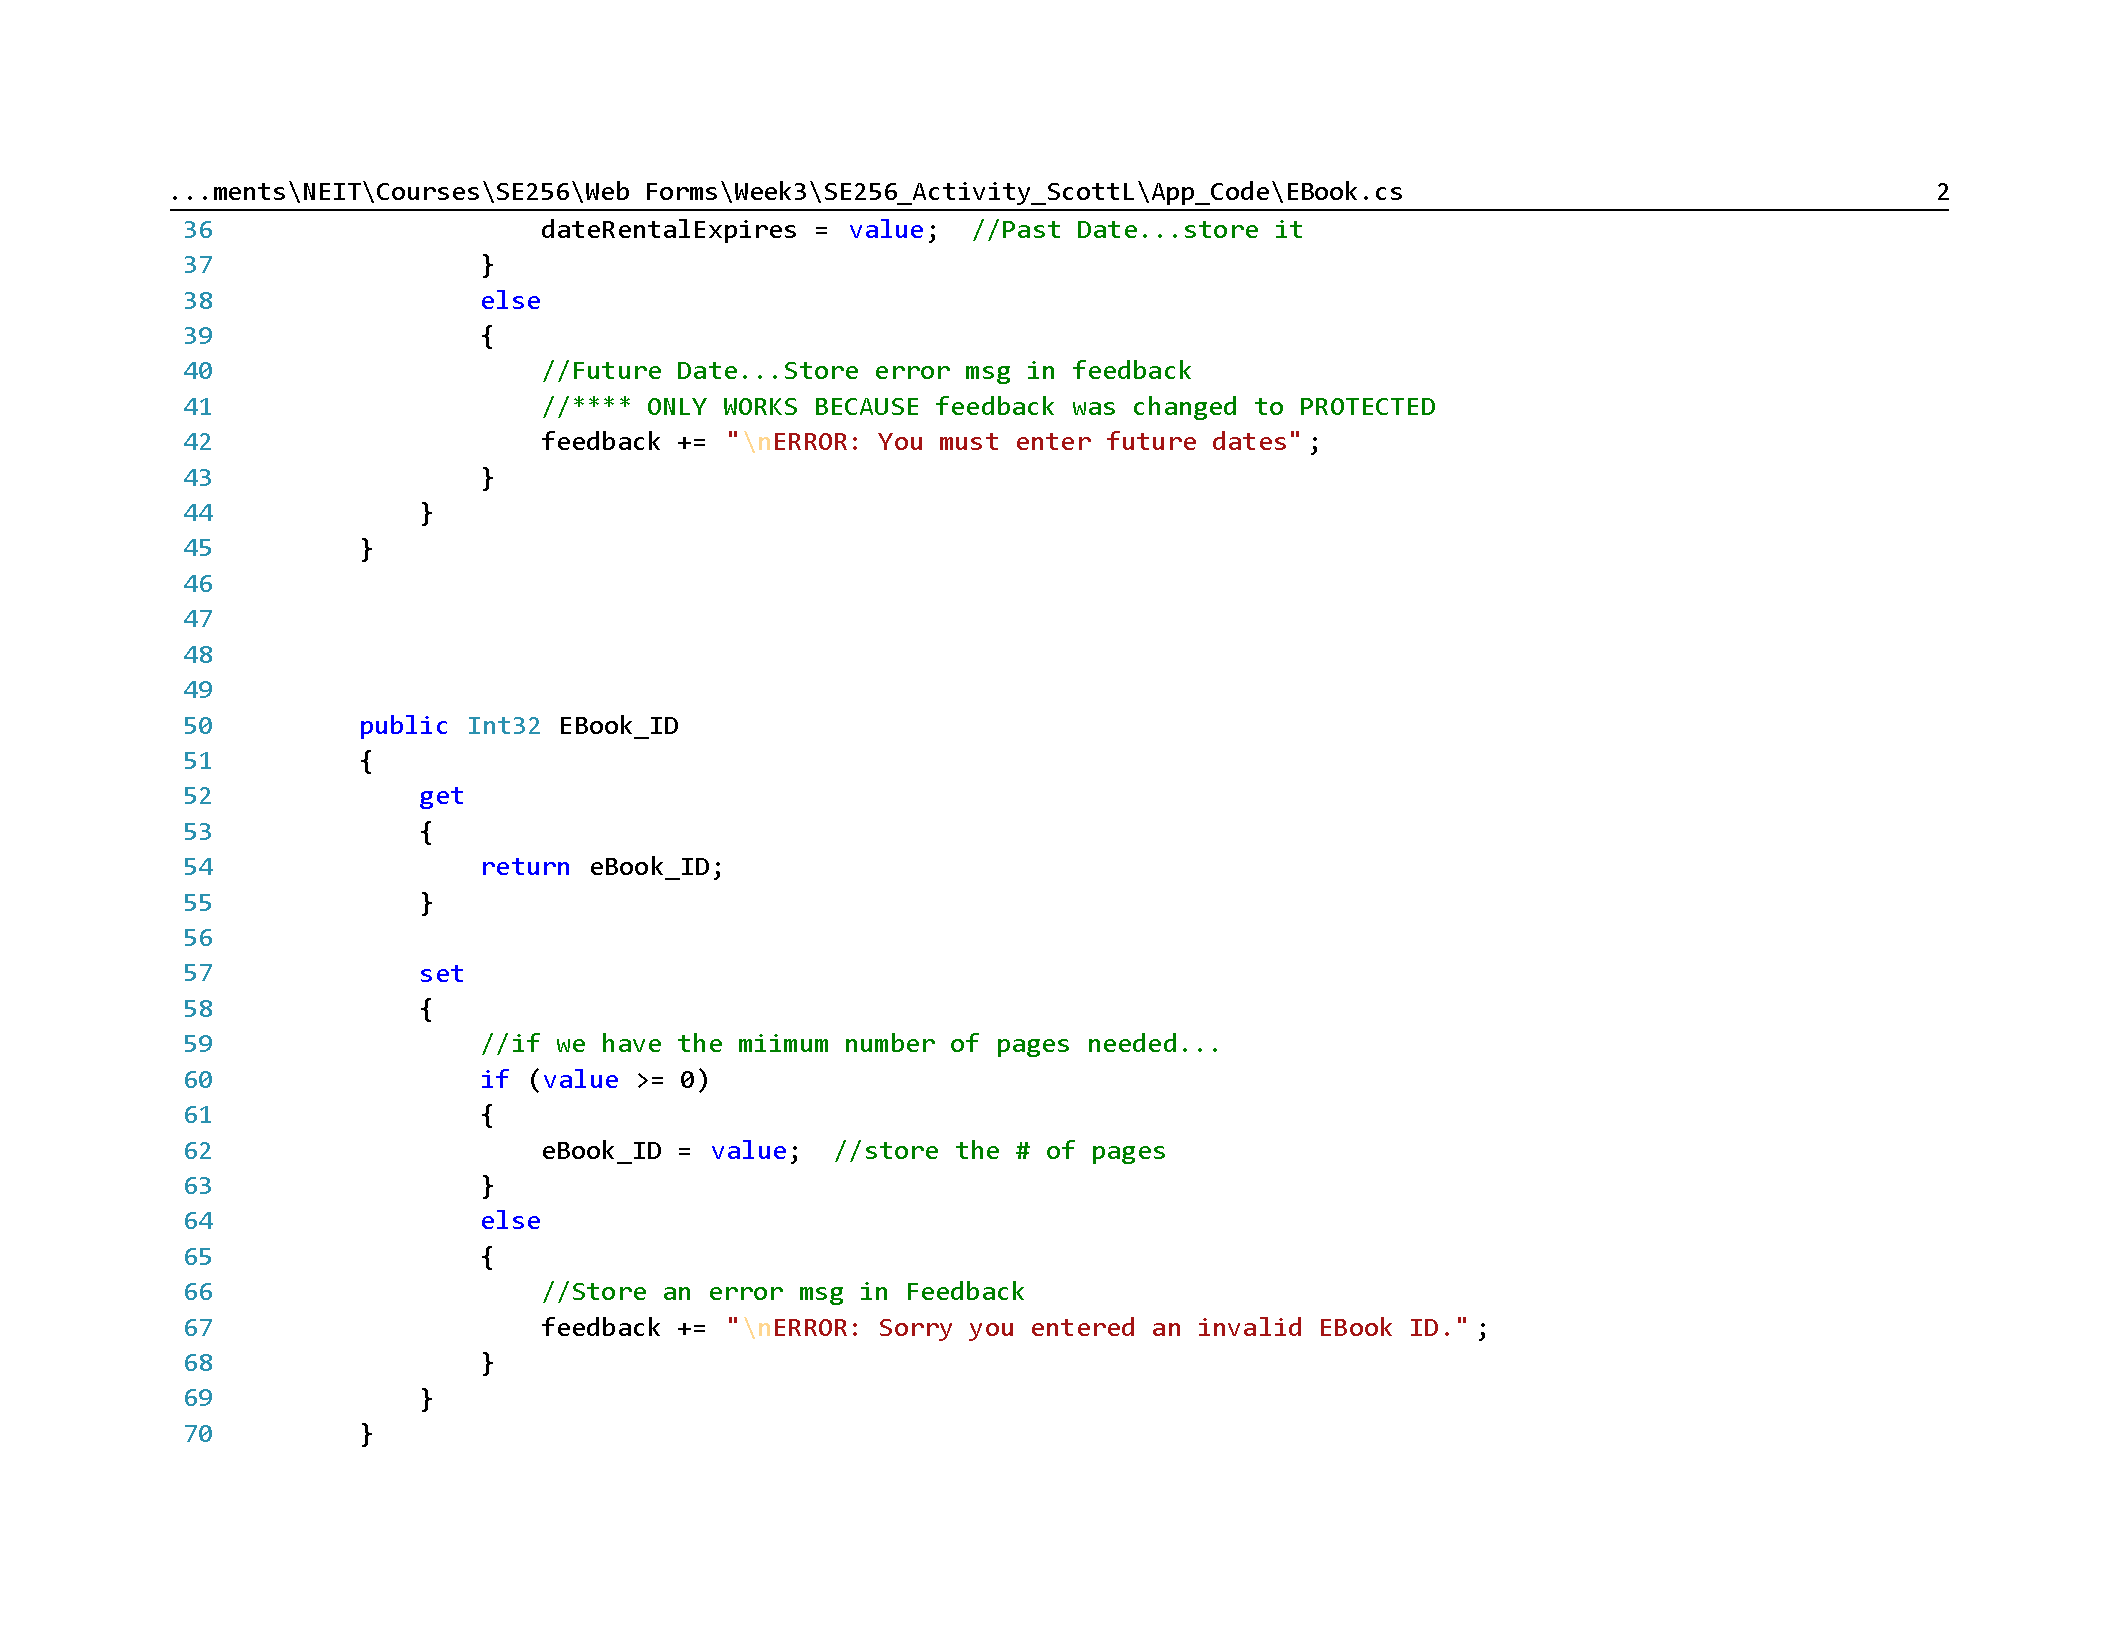 ...ments\NEIT\Courses\SE256\Web Forms\Week3\SE256_Activity_ScottL\App_Code\EBook.cs 2
36 dateRentalExpires = value;  //Past Date...store it
37 }
38 else
39 {
40 //Future Date...Store error msg in feedback
41 //**** ONLY WORKS BECAUSE feedback was changed to PROTECTED
42 feedback += "\nERROR: You must enter future dates";
43 }
44 }
45 }
46
47
48
49
50 public Int32 EBook_ID
51 {
52 get
53 {
54 return eBook_ID;
55 }
56
57 set
58 {
59 //if we have the miimum number of pages needed...
60 if (value >= 0)
61 {
62 eBook_ID = value;  //store the # of pages
63 }
64 else
65 {
66 //Store an error msg in Feedback
67 feedback += "\nERROR: Sorry you entered an invalid EBook ID.";
68 }
69 }
70 }